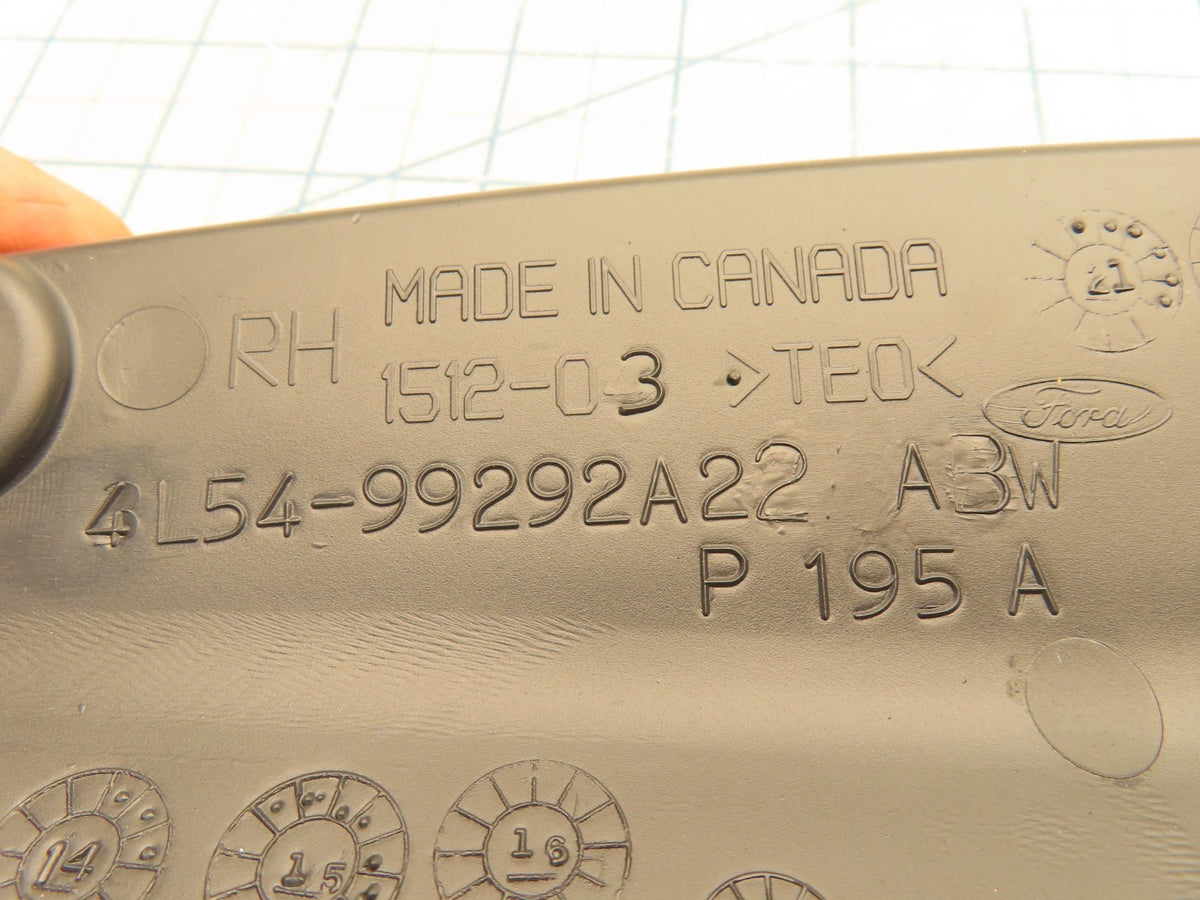 MADE IN CANADA
RH
1512-03 >TEO<
21
Ford
4L54-99292A22 ABW
P 195 A
14
15
16